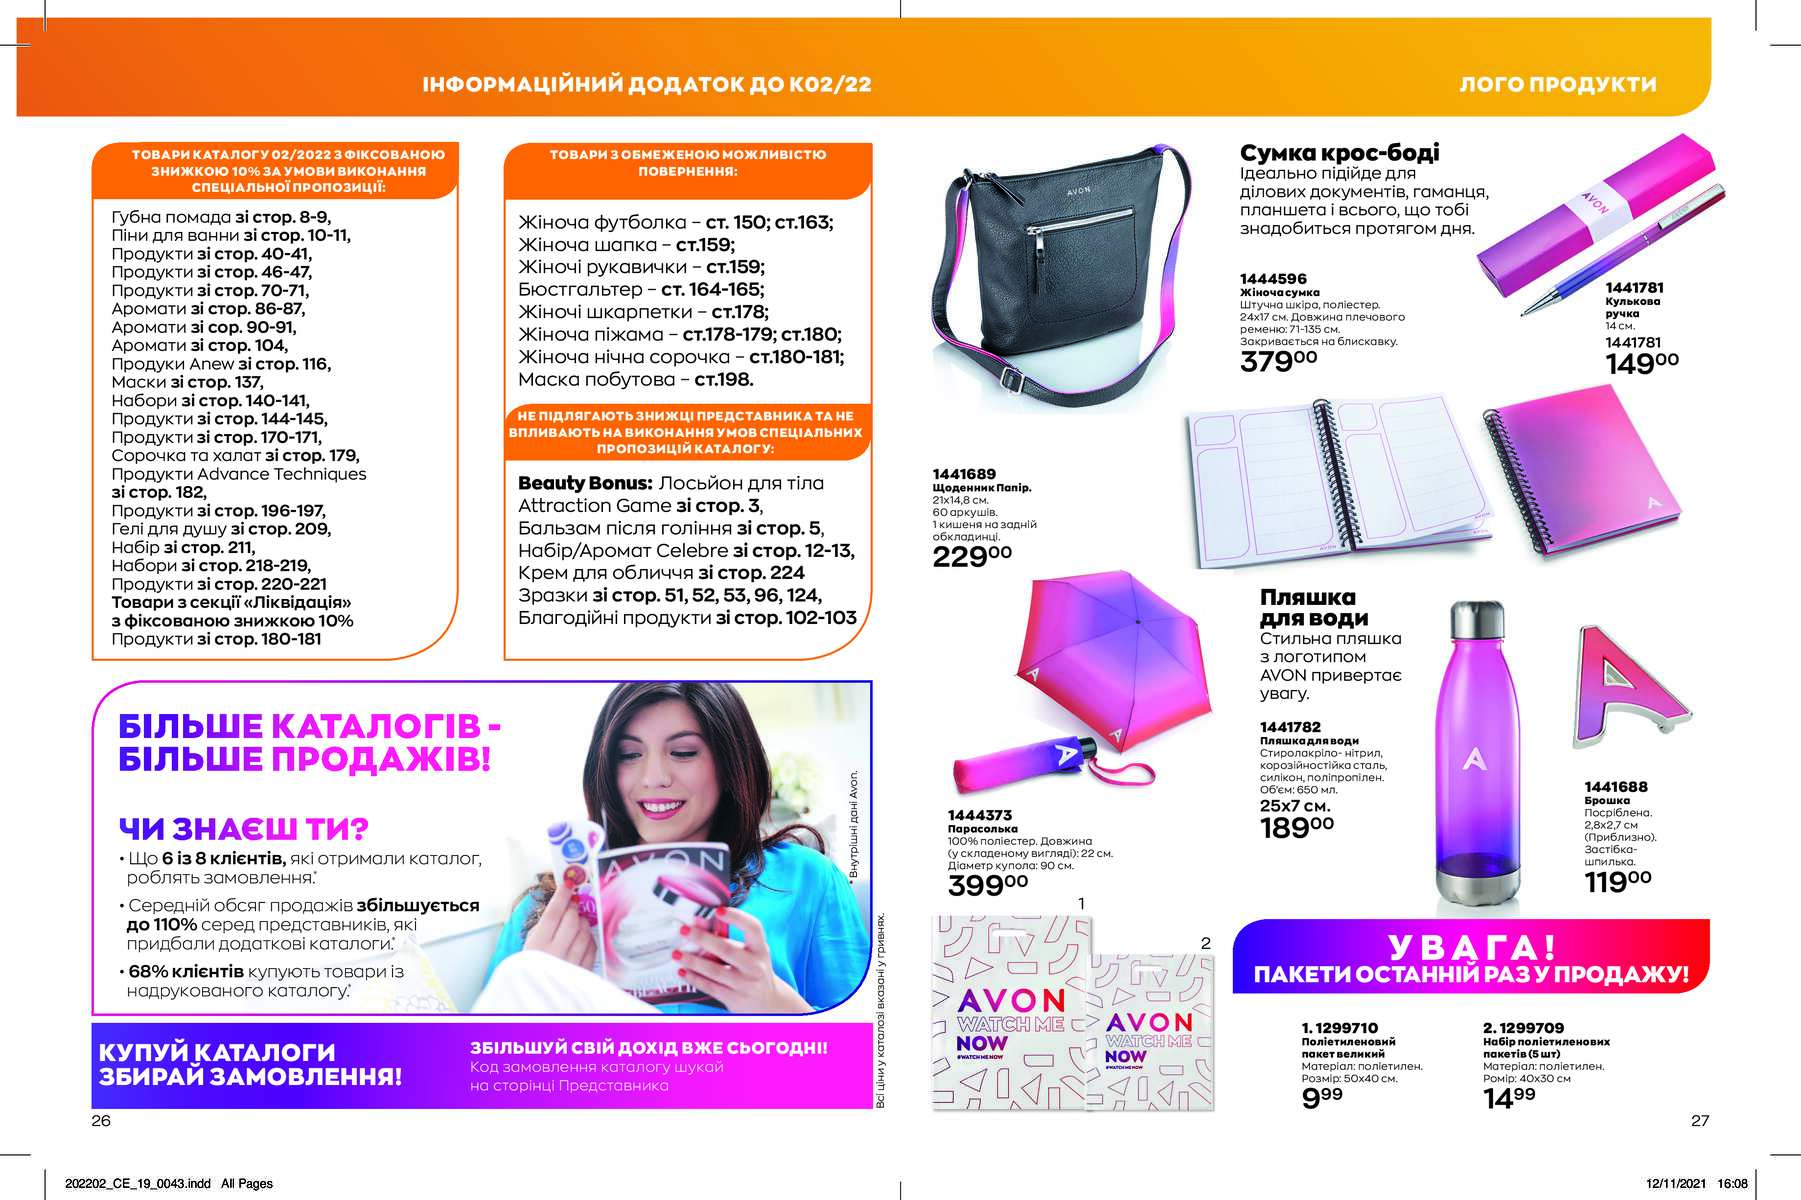 ІНФОРМАЦІЙНИЙ ДОДАТОК ДО К02/22
ТОВАРИ КАТАЛОГУ 02/2022 З ФІКСОВАНОЮ
ЗНИЖКОЮ 10% ЗА УМОВИ ВИКОНАННЯ
СПЕЦІАЛЬНОЇ ПРОПОЗИЦІЇ:
Губна помада зі стор. 8-9,
Піни для ванни зі стор. 10-11,
Продукти зі стор. 40-41,
Продукти зі стор. 46-47,
Продукти зі стор. 70-71,
Аромати зі стор. 86-87,
Аромати зі сор. 90-91,
Аромати зі стор. 104,
Продуки Anew зі стор. 116,
Маски зі стор. 137,
Набори зі стор. 140-141,
Продукти зі стор. 144-145,
Продукти зі стор. 170-171,
Сорочка та халат зі стор. 179,
Продукти Advance Techniques
зі стор. 182,
Продукти зі стор. 196-197,
Гелі для душу зі стор. 209,
Набір зі стор. 211,
Набори зі стор. 218-219,
Продукти зі стор. 220-221
Товари з секції «Ліквідація»
з фіксованою знижкою 10%
Продукти зі стор. 180-181
ТОВАРИ З ОБМЕЖЕНОЮ МОЖЛИВІСТЮ
ПОВЕРНЕННЯ:
Жіноча футболка – ст. 150; ст.163;
Жіноча шапка – ст.159;
Жіночі рукавички – ст.159;
Бюстгальтер – ст. 164-165;
Жіночі шкарпетки – ст.178;
Жіноча піжама – ст.178-179; ст.180;
Жіноча нічна сорочка – ст.180-181;
Маска побутова – ст.198.
НЕ ПІДЛЯГАЮТЬ ЗНИЖЦІ ПРЕДСТАВНИКА ТА НЕ
ВПЛИВАЮТЬ НА ВИКОНАННЯ УМОВ СПЕЦІАЛЬНИХ
ПРОПОЗИЦІЙ КАТАЛОГУ:
Beauty Bonus: Лосьйон для тіла
Attraction Game зі стор. 3,
Бальзам після гоління зі стор. 5,
Набір/Аромат Celebre зі стор. 12-13,
Крем для обличчя зі стор. 224
Зразки зі стор. 51, 52, 53, 96, 124,
Благодійні продукти зі стор. 102-103
БІЛЬШЕ КАТАЛОГІВ -
БІЛЬШЕ ПРОДАЖІВ!
ЧИ ЗНАЄШ ТИ?
• Що 6 із 8 клієнтів, які отримали каталог,
роблять замовлення.*
• Середній обсяг продажів збільшується
до 110% серед представників, які
придбали додаткові каталоги.*
• 68% клієнтів купують товари із
надрукованого каталогу.*
AVON
* Внутрішні дані Avon.
КУПУЙ КАТАЛОГИ
ЗБИРАЙ ЗАМОВЛЕННЯ!
ЗБІЛЬШУЙ СВІЙ ДОХІД ВЖЕ СЬОГОДНІ!
Код замовлення каталогу шукай
на сторінці Представника
Всі ціни у каталозі вказані у гривнях.
26
ЛОГО ПРОДУКТИ
AVON
Сумка крос-боді
Ідеально підійде для
ділових документів, гаманця,
планшета і всього, що тобі
знадобиться протягом дня.
1444596
Жіноча сумка
Штучна шкіра, поліестер.
24x17 см. Довжина плечового
ременю: 71-135 см.
Закривається на блискавку.
379 00
AVON
1441781
Кулькова
ручка
14 см.
1441781
149 00
1441689
Щоденник Папір.
21x14,8 см.
60 аркушів.
1 кишеня на задній
обкладинці.
229 00
AVON
AVON
A
A
A
1444373
Парасолька
100% поліестер. Довжина
(у складеному вигляді): 22 см.
Діаметр купола: 90 см.
399 00
Пляшка
для води
Стильна пляшка
з логотипом
AVON привертає
увагу.
1441782
Пляшка для води
Стиролакріло- нітрил,
корозійностійка сталь,
силікон, поліпропілен.
Об'єм: 650 мл.
25x7 см.
189 00
A
1441688
Брошка
Посріблена.
2,8x2,7 см
(Приблизно).
Застібка-
шпилька.
119 00
1
AVON
WATCH ME
NOW
#WATCHMENOW
2
AVON
WATCH ME
NOW
#WATCHMENOW
УВАГА!
ПАКЕТИ ОСТАННІЙ РАЗ У ПРОДАЖУ!
1. 1299710
Поліетиленовий
пакет великий
Матеріал: поліетилен.
Розмір: 50x40 см.
9 99
2. 1299709
Набір поліетиленових
пакетів (5 шт)
Матеріал: поліетилен.
Ромір: 40x30 см
14 99
27
202202_CE_19_0043.indd All Pages
12/11/2021 16:08